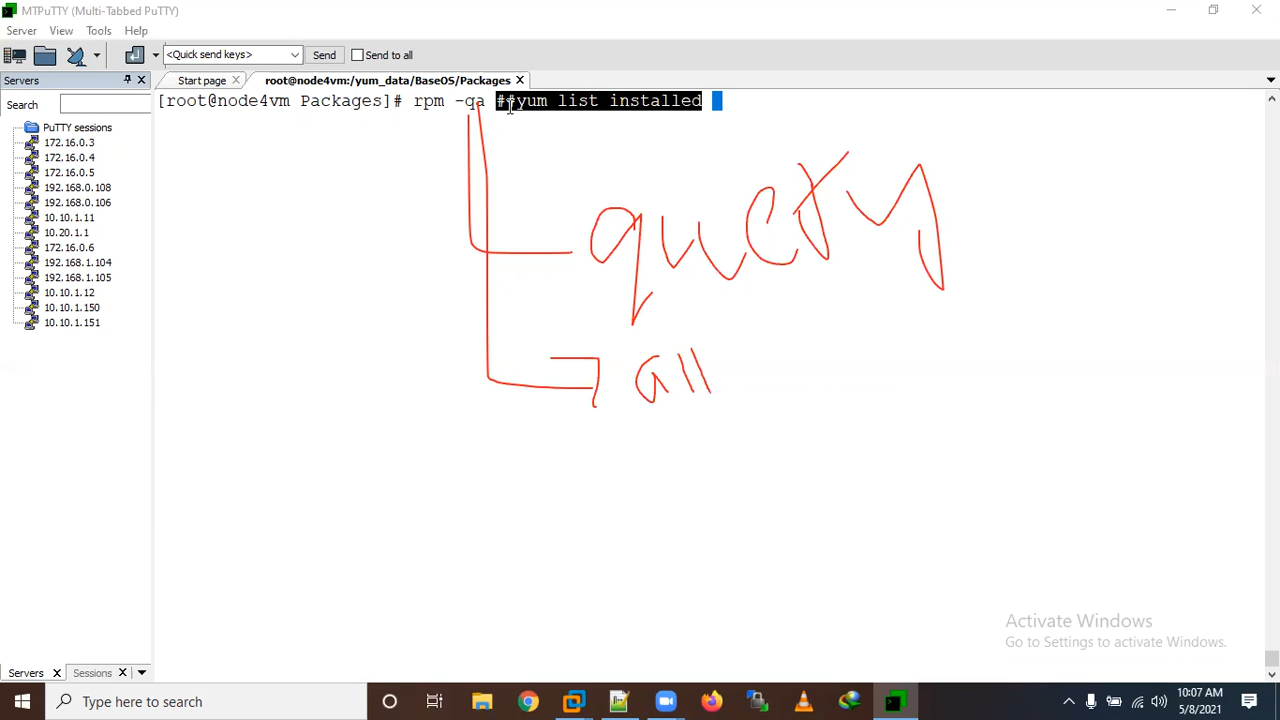 MTPuTTY (Multi-Tabbed PuTTY)
Server View Tools Help
<Quick send keys> Send Send to all
Servers
Start page root@node4vm:/yum_data/BaseOS/Packages
Search
[root@node4vm Packages]# rpm -qa ##yum list installed
PuTTY sessions
172.16.0.3
172.16.0.4
172.16.0.5
192.168.0.108
192.168.0.106
10.10.1.11
10.20.1.1
172.16.0.6
192.168.1.104
192.168.1.105
10.10.1.12
10.10.1.150
10.10.1.151
query
all
Activate Windows
Go to Settings to activate Windows.
Servers Sessions
Type here to search
10:07 AM
5/8/2021